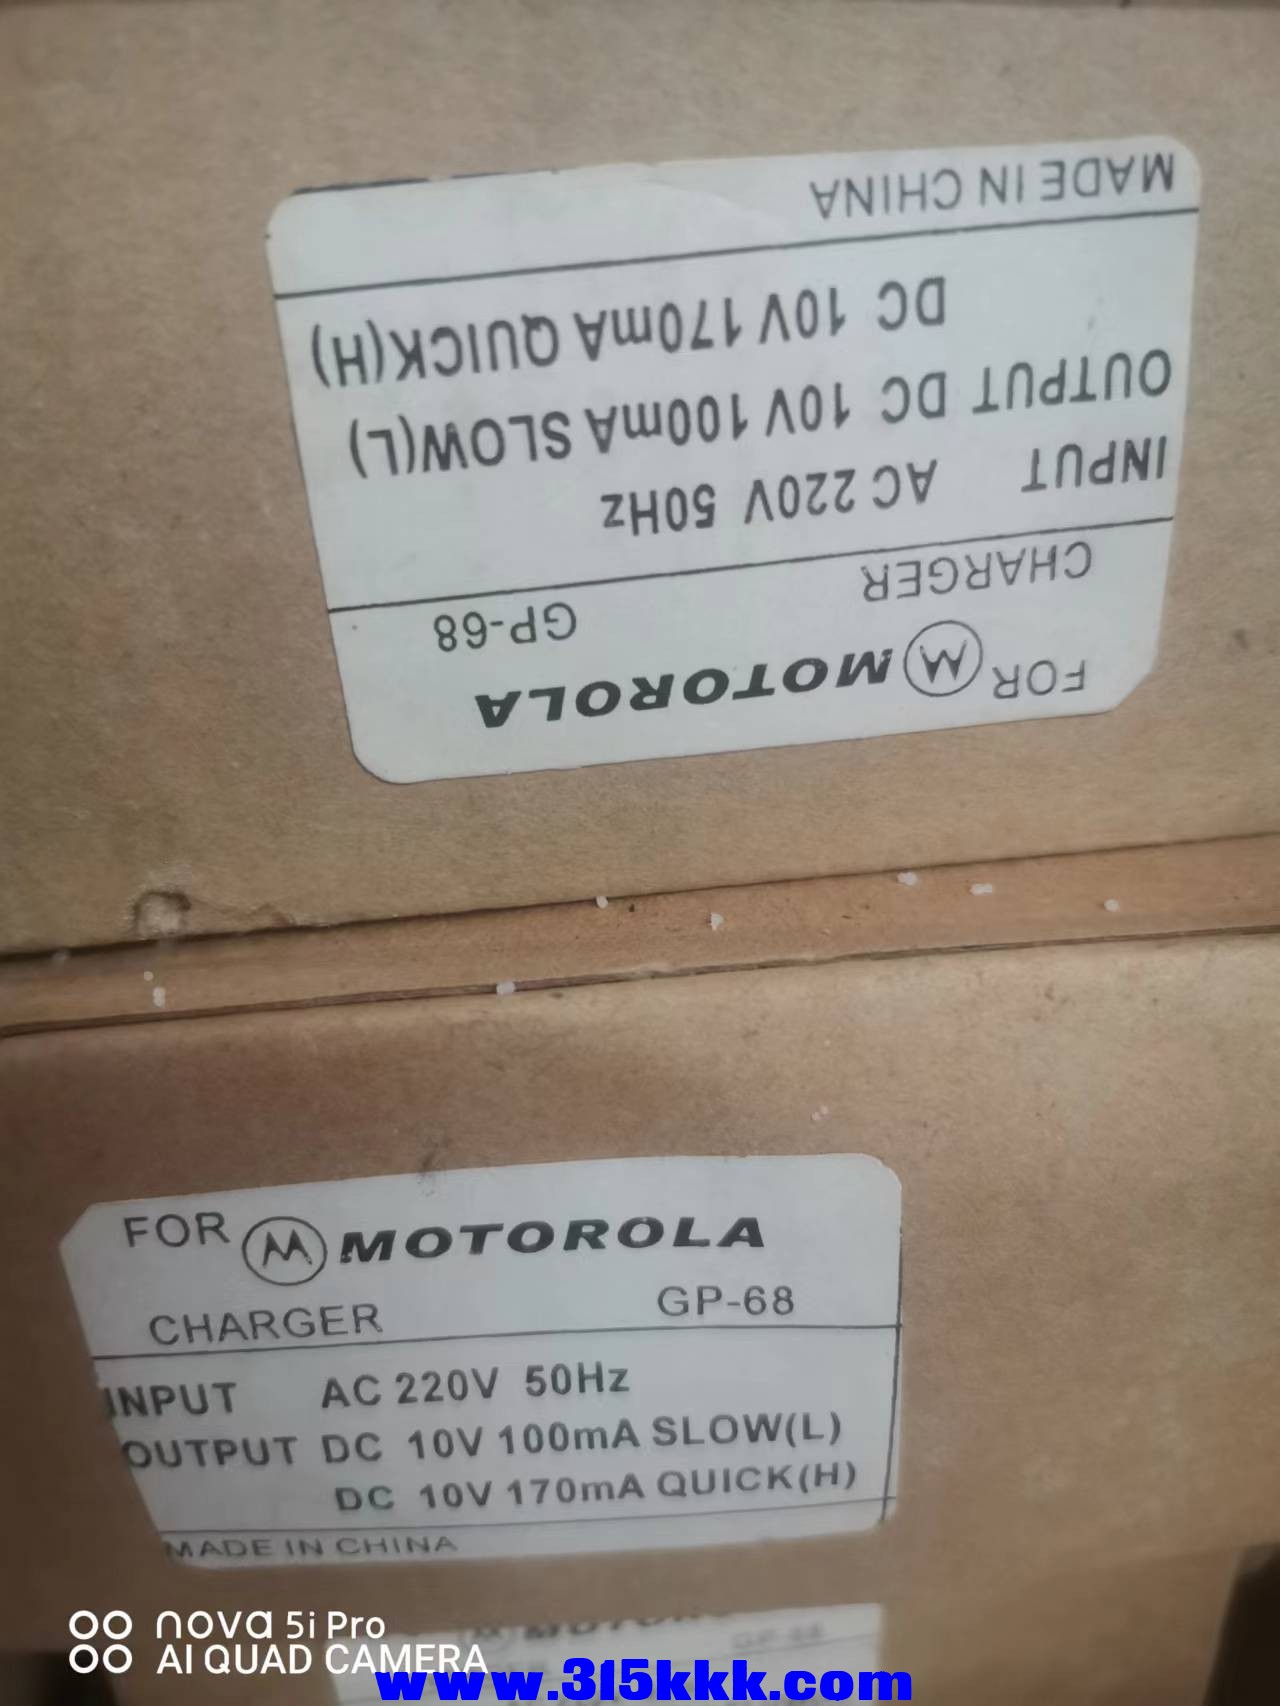 MADE IN CHINA
DC 10V 170mA QUICK(H)
OUTPUT DC 10V 100mA SLOW(L)
INPUT AC 220V 50Hz
CHARGER GP-68
FOR MOTOROLA
FOR MOTOROLA
CHARGER GP-68
INPUT AC 220V 50Hz
OUTPUT DC 10V 100mA SLOW(L)
DC 10V 170mA QUICK(H)
MADE IN CHINA
nova 5i Pro
AI QUAD CAMERA
www.315kkk.com